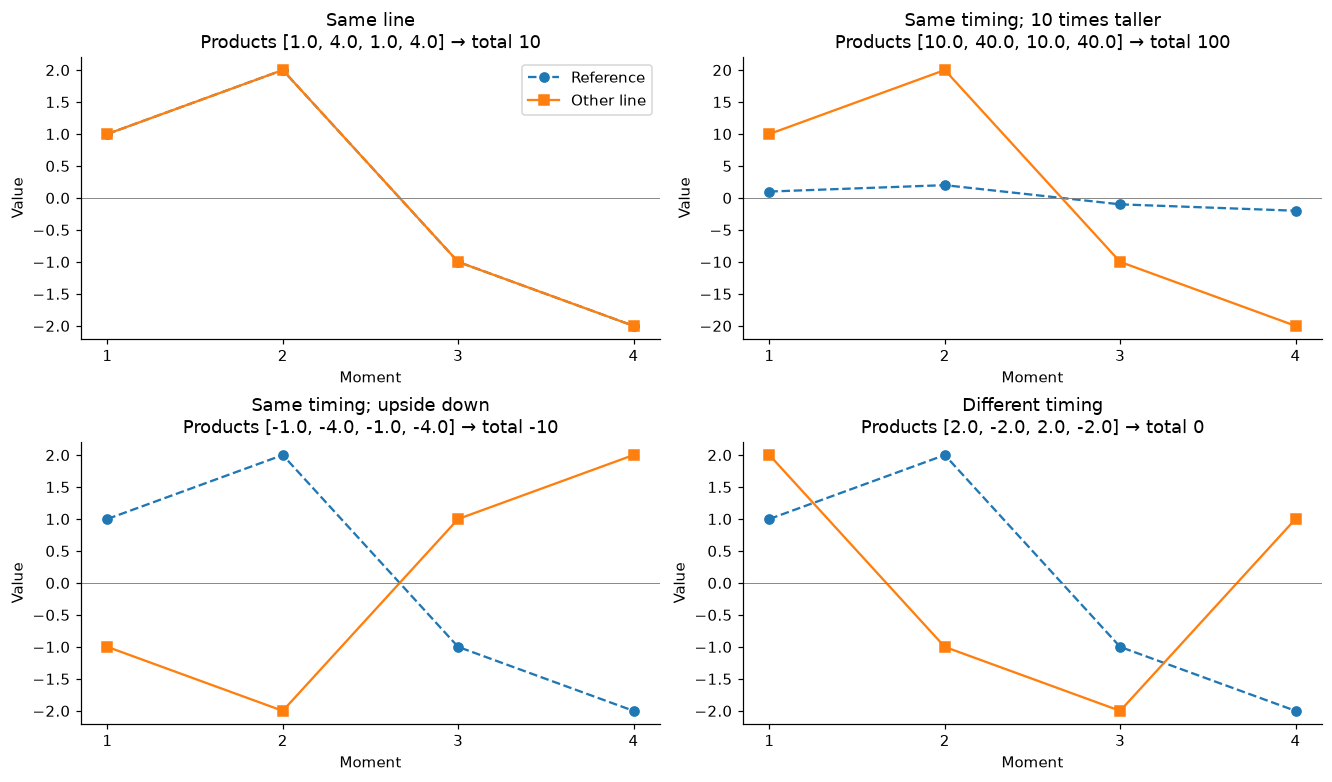 Same line
Products [1.0, 4.0, 1.0, 4.0] → total 10
2.0
1.5
1.0
0.5
0.0
−0.5
−1.0
−1.5
−2.0
Value
1
2
3
4
Moment
Reference
Other line
Same timing; 10 times taller
Products [10.0, 40.0, 10.0, 40.0] → total 100
20
15
10
5
0
−5
−10
−15
−20
Value
1
2
3
4
Moment
Same timing; upside down
Products [-1.0, -4.0, -1.0, -4.0] → total -10
2.0
1.5
1.0
0.5
0.0
−0.5
−1.0
−1.5
−2.0
Value
1
2
3
4
Moment
Different timing
Products [2.0, -2.0, 2.0, -2.0] → total 0
2.0
1.5
1.0
0.5
0.0
−0.5
−1.0
−1.5
−2.0
Value
1
2
3
4
Moment